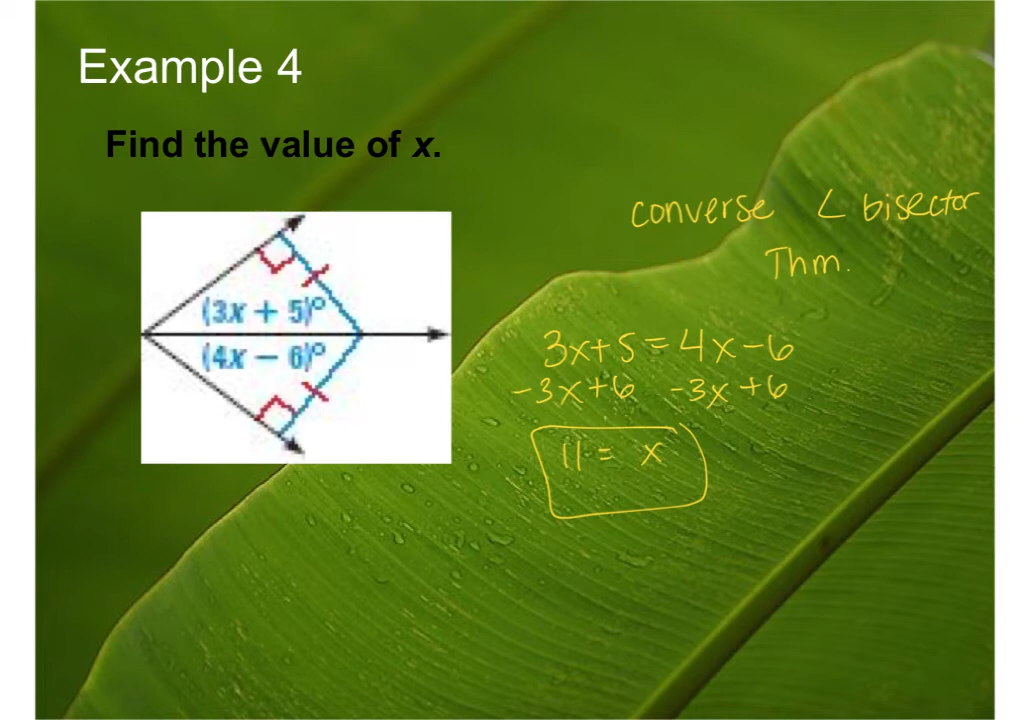 Example 4
Find the value of x.
(3x + 5)°
(4x − 6)°
converse ∠ bisector
Thm.
3x+5=4x−6
−3x+6 −3x+6
11 = x